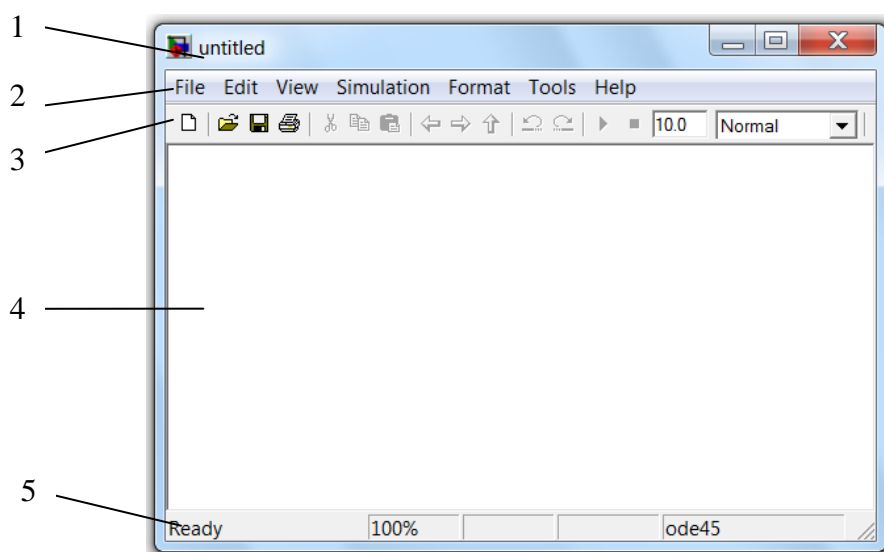 1
untitled
2
File Edit View Simulation Format Tools Help
3
10.0 Normal
4
5
Ready 100% ode45